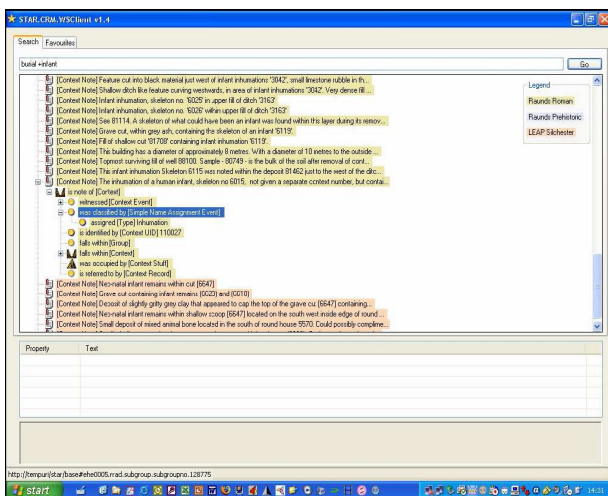 STAR.CRM.WSClient v1.4
Search Favourites
burial +infant
Go
[Context Note] Feature cut into black material just west of infant inhumations '3042', small limestone rubble in th...
[Context Note] Shallow ditch like feature curving westwards, in area of infant inhumations '3042'. Very dense fill ...
[Context Note] Infant inhumation, skeleton no. '6025' in upper fill of ditch '3163'
[Context Note] Infant inhumation, skeleton no. '6026' within upper fill of ditch '3163'
[Context Note] See 81114. A skeleton of what could have been an infant was found within this layer during its remov...
[Context Note] Grave cut, within grey ash, containing the skeleton of an infant '6119'.
[Context Note] Fill of shallow cut '81708' containing infant inhumation '6119'.
[Context Note] This building has a diameter of approximately 8 metres. With a diameter of 10 metres to the outside ...
[Context Note] Topmost surviving fill of well 88100. Sample - 80749 - is the bulk of the soil after removal of cont...
[Context Note] This infant inhumation Skeleton 6115 was noted within the deposit 81462 just to the west of the ditc...
[Context Note] The inhumation of a human infant, skeleton no 6015, not given a separate context number, but contai...
is note of [Context]
witnessed [Context Event]
was classified by [Simple Name Assignment Event]
assigned [Type] Inhumation
is identified by [Context UID] 110027
falls within [Group]
falls within [Context]
was occupied by [Context Stuff]
is referred to by [Context Record]
[Context Note] Neo-natal infant remains within cut [6647]
[Context Note] Grave cut containing infant remains (GG23) and (GG10)
[Context Note] Deposit of slightly gritty grey clay that appeared to cap the top of the grave cut [6647] containing...
[Context Note] Neo-natal infant remains within shallow scoop [6647] located on the south west inside edge of round ...
[Context Note] Small deposit of mixed animal bone located in the south of round house 5570. Could possibly complime...
Legend
Raunds Roman
Raunds Prehistoric
LEAP Silchester
Property Text
http://tempuri/star/base#ehe0005.rrad.subgroup.subgroupno.128775
start
14:31